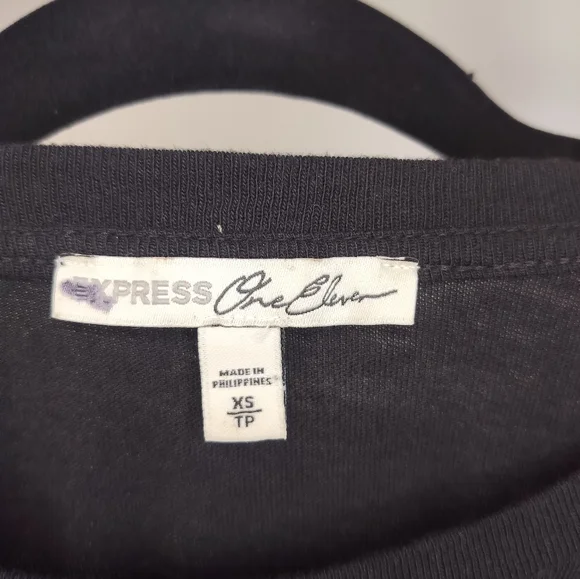 EXPRESS One Eleven
MADE IN
PHILIPPINES
XS
TP